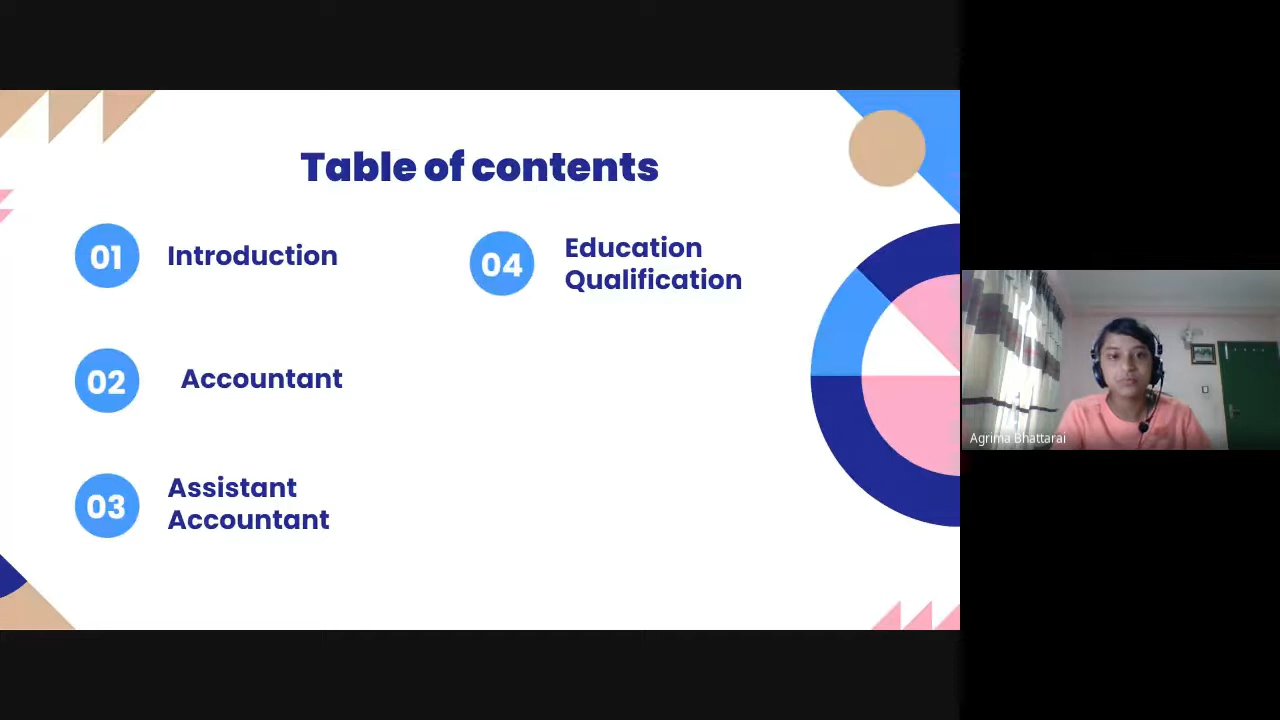 Table of contents
01
Introduction
02
Accountant
03
Assistant
Accountant
04
Education
Qualification
Agrima Bhattarai